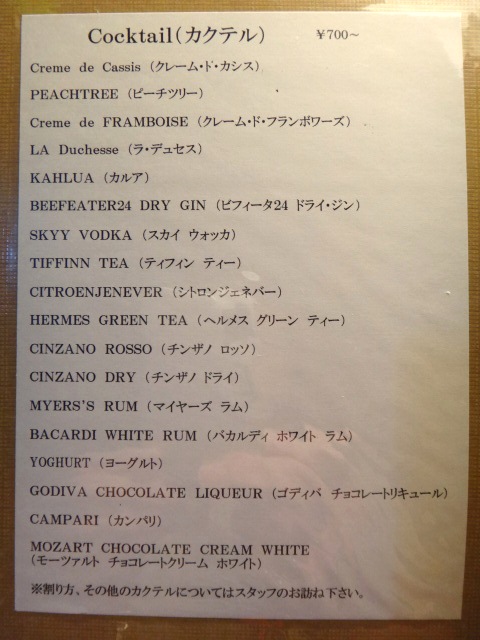 Cocktail(カクテル) ¥700~
Creme de Cassis (クレーム・ド・カシス)
PEACHTREE (ピーチツリー)
Creme de FRAMBOISE (クレーム・ド・フランボワーズ)
LA Duchesse (ラ・デュセス)
KAHLUA (カルア)
BEEFEATER24 DRY GIN (ビフィータ24 ドライ・ジン)
SKYY VODKA (スカイ ウォッカ)
TIFFINN TEA (ティフィン ティー)
CITROENJENEVER (シトロンジェネバー)
HERMES GREEN TEA (ヘルメス グリーン ティー)
CINZANO ROSSO (チンザノ ロッソ)
CINZANO DRY (チンザノ ドライ)
MYERS'S RUM (マイヤーズ ラム)
BACARDI WHITE RUM (バカルディ ホワイト ラム)
YOGHURT (ヨーグルト)
GODIVA CHOCOLATE LIQUEUR (ゴディバ チョコレートリキュール)
CAMPARI (カンパリ)
MOZART CHOCOLATE CREAM WHITE
(モーツァルト チョコレートクリーム ホワイト)
※割り方、その他のカクテルについてはスタッフのお訪ね下さい。